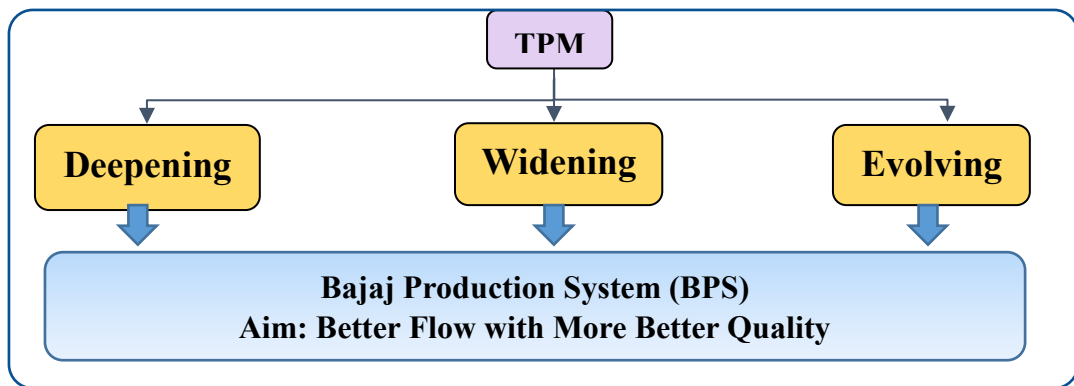 TPM
Deepening
Widening
Evolving
Bajaj Production System (BPS)
Aim: Better Flow with More Better Quality